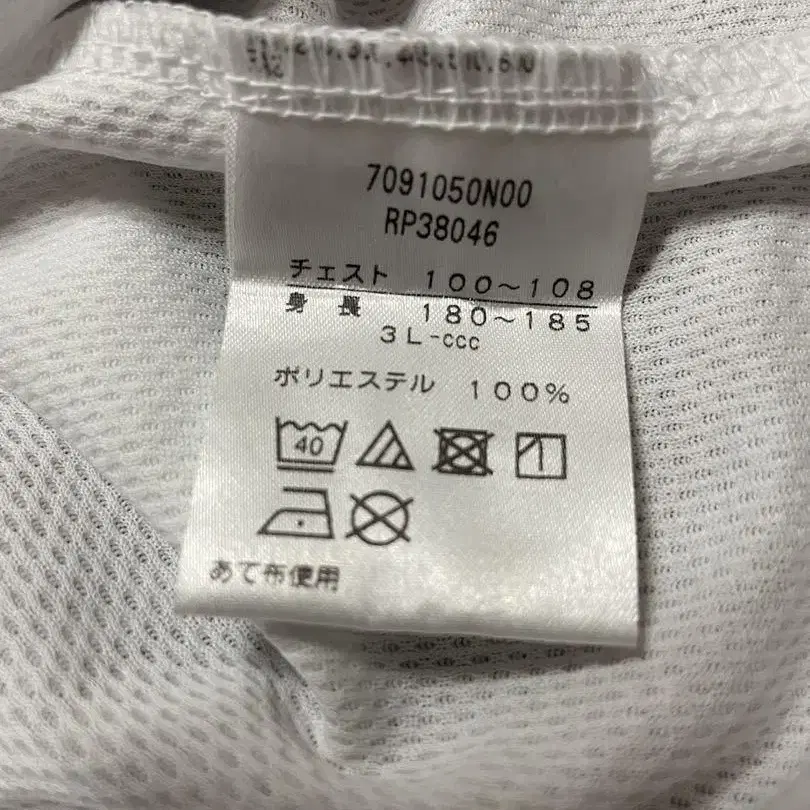 7091050N00
RP38046
チェスト 100～108
身長 180～185
3L-ccc
ポリエステル 100%
40
あて布使用